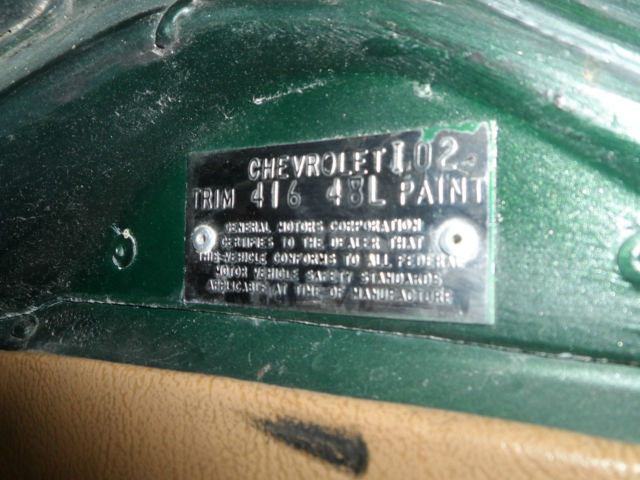 CHEVROLET I02
TRIM 416 48L PAINT
GENERAL MOTORS CORPORATION
CERTIFIES TO THE DEALER THAT
THIS VEHICLE CONFORMS TO ALL FEDERAL
MOTOR VEHICLE SAFETY STANDARDS
APPLICABLE AT TIME OF MANUFACTURE